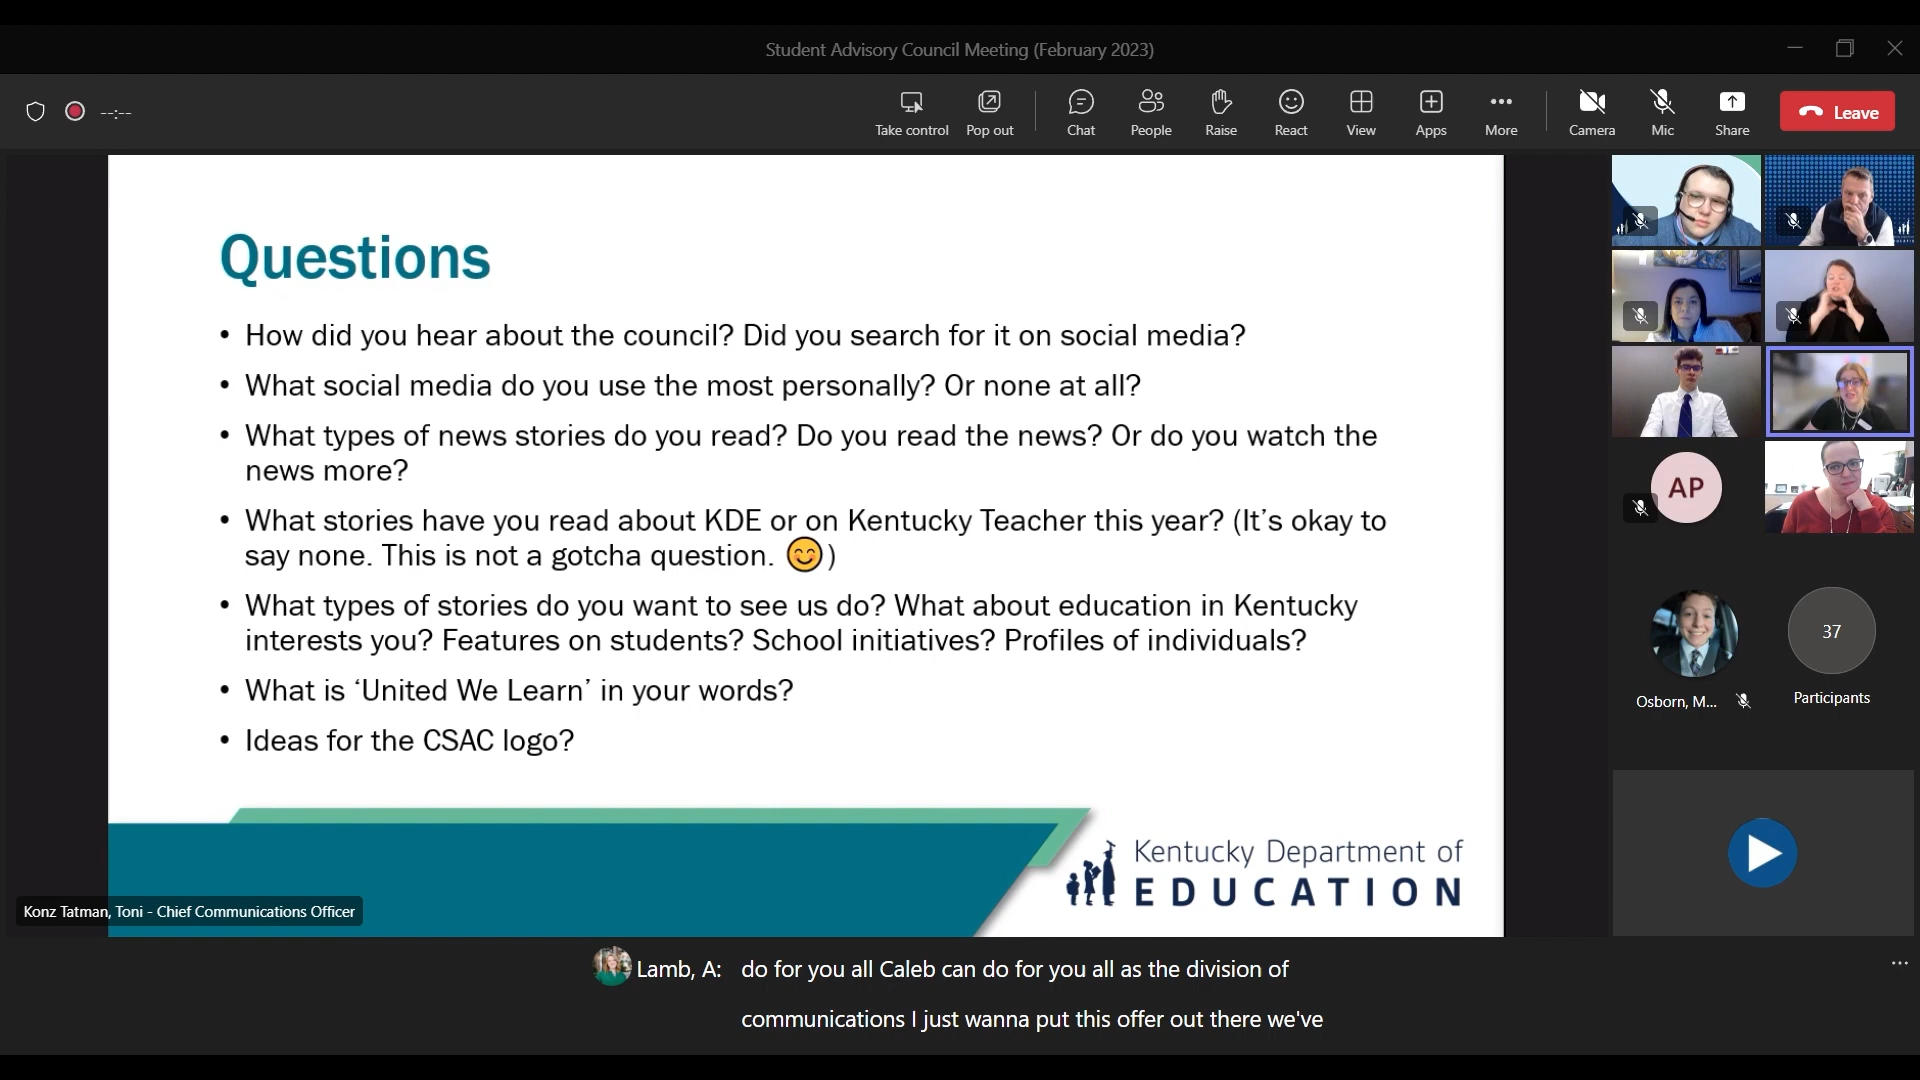 Student Advisory Council Meeting (February 2023)
--:--
Take control
Pop out
Chat
People
Raise
React
View
Apps
More
Camera
Mic
Share
Leave
Questions
• How did you hear about the council? Did you search for it on social media?
• What social media do you use the most personally? Or none at all?
• What types of news stories do you read? Do you read the news? Or do you watch the
news more?
• What stories have you read about KDE or on Kentucky Teacher this year? (It’s okay to
say none. This is not a gotcha question. 😊)
• What types of stories do you want to see us do? What about education in Kentucky
interests you? Features on students? School initiatives? Profiles of individuals?
• What is ‘United We Learn’ in your words?
• Ideas for the CSAC logo?
Kentucky Department of
EDUCATION
Konz Tatman, Toni - Chief Communications Officer
AP
Osborn, M...
37
Participants
Lamb, A: do for you all Caleb can do for you all as the division of
communications I just wanna put this offer out there we've